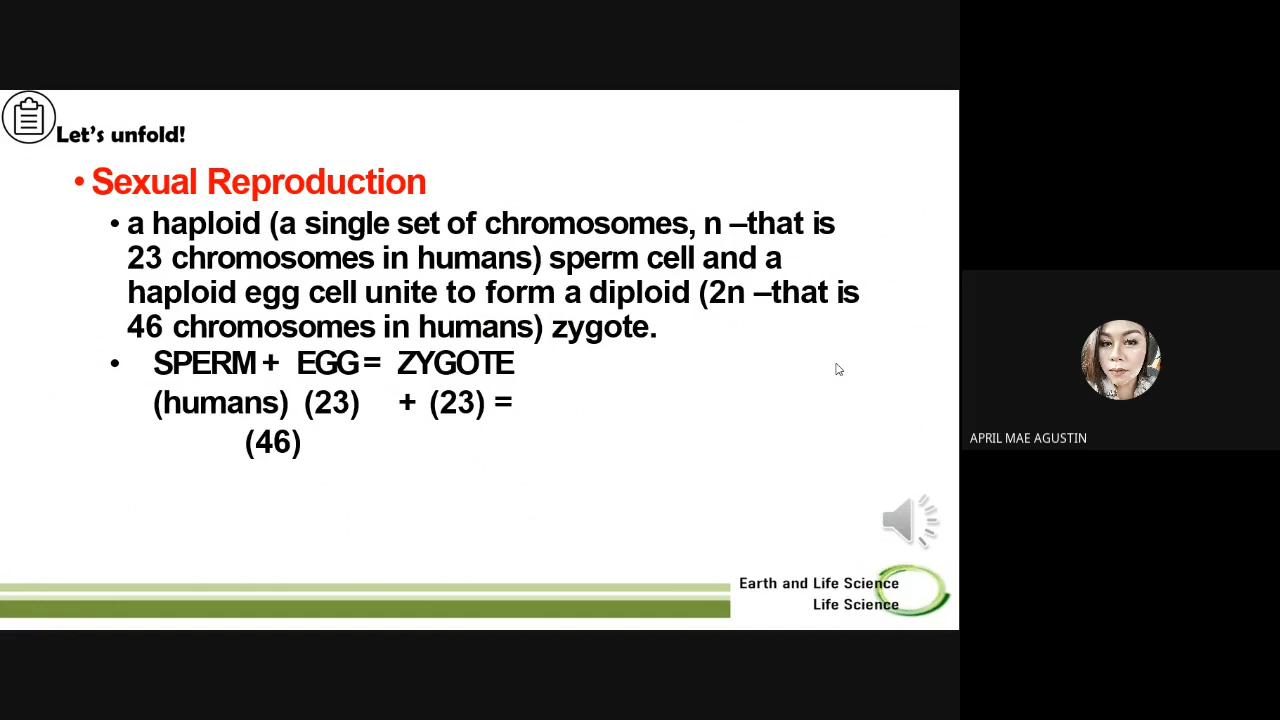 Let's unfold!
• Sexual Reproduction
• a haploid (a single set of chromosomes, n –that is
23 chromosomes in humans) sperm cell and a
haploid egg cell unite to form a diploid (2n –that is
46 chromosomes in humans) zygote.
• SPERM + EGG = ZYGOTE
(humans) (23) + (23) =
(46)
Earth and Life Science
Life Science
APRIL MAE AGUSTIN